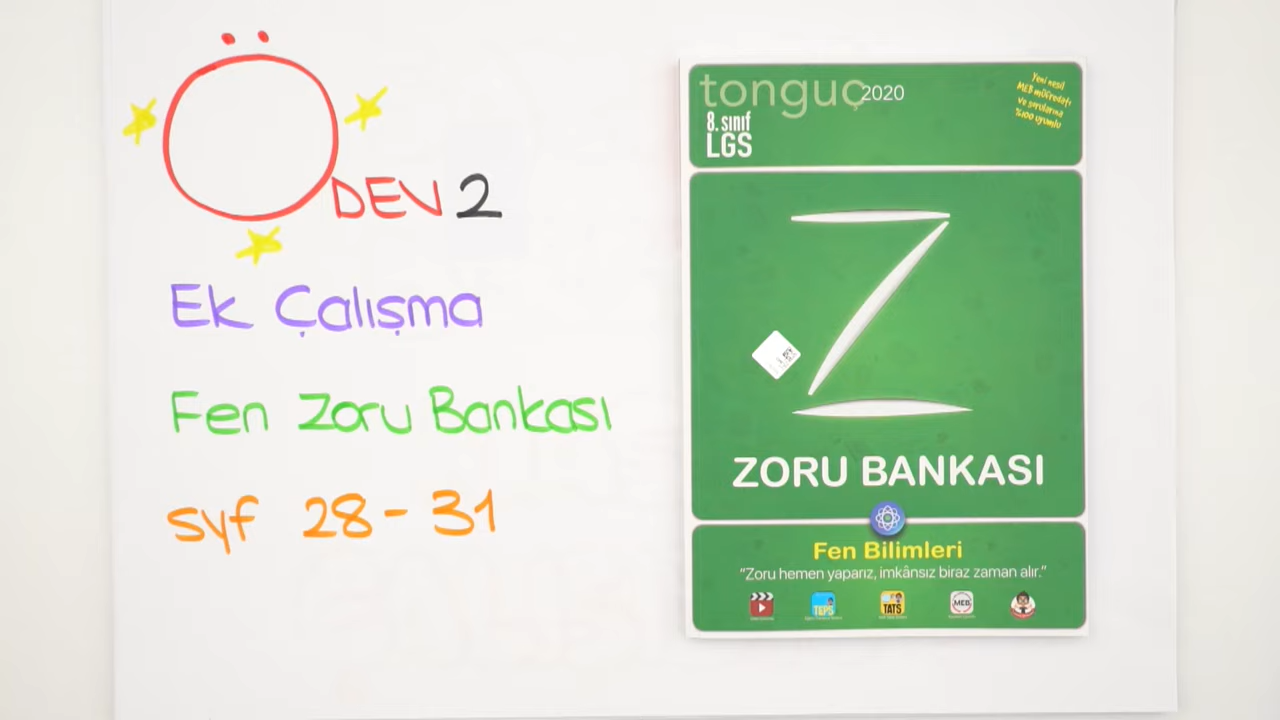 ÖDEV 2
Ek Çalışma
Fen Zoru Bankası
syf 28-31
tonguç 2020
8. sınıf
LGS
Yeni nesil
MEB müfredatı
ve sorularına
%100 uyumlu
Z
ZORU BANKASI
Fen Bilimleri
"Zoru hemen yaparız, imkânsız biraz zaman alır."
TEPS
TATS
MEB